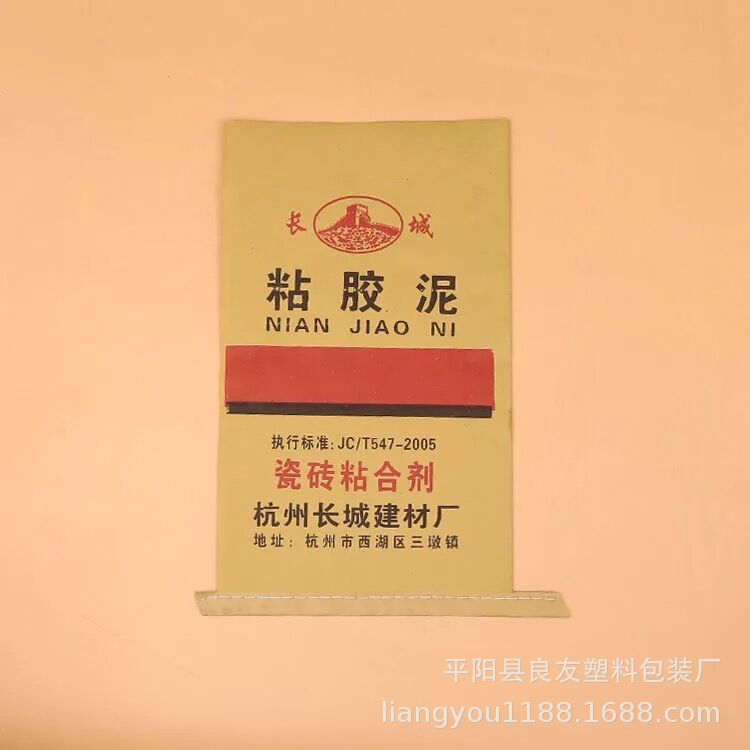 长 城
粘胶泥
NIAN JIAO NI
执行标准: JC/T547-2005
瓷砖粘合剂
杭州长城建材厂
地址: 杭州市西湖区三墩镇
平阳县良友塑料包装厂
liangyou1188.1688.com